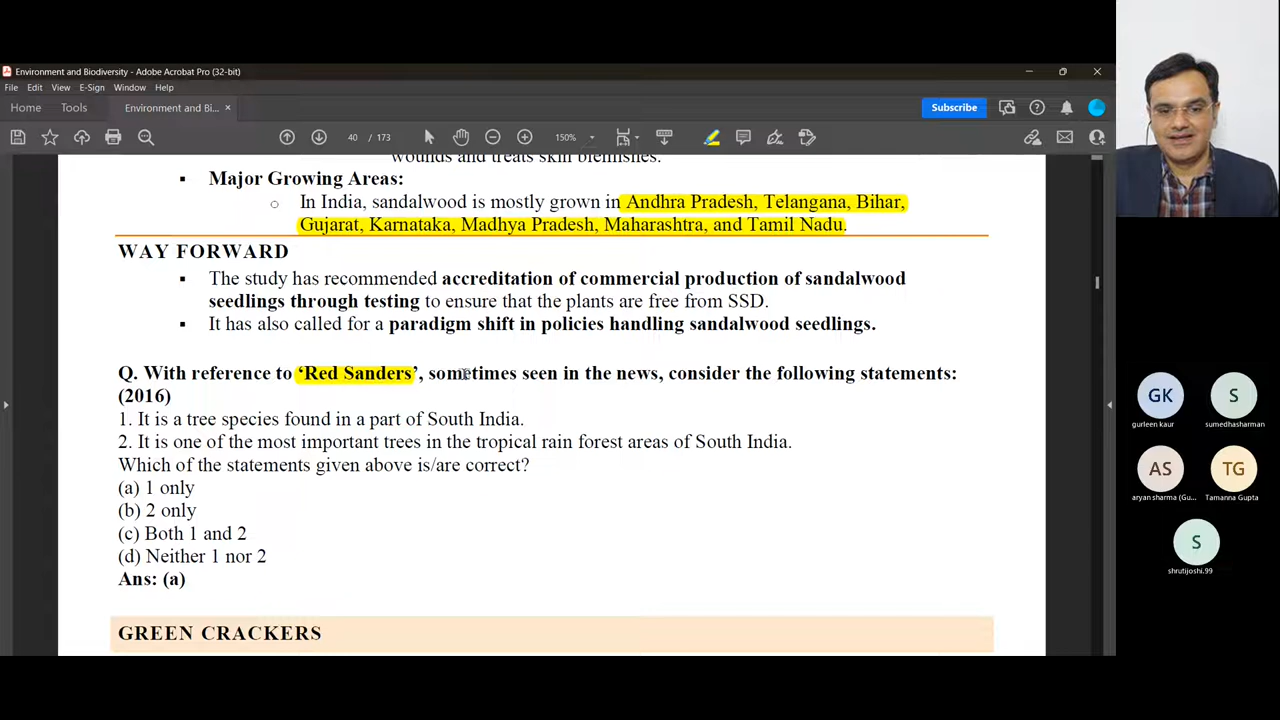 Environment and Biodiversity - Adobe Acrobat Pro (32-bit)
File Edit View E-Sign Window Help
Home Tools Environment and Bi... × Subscribe
40 / 173 150%
wounds and treats skin blemishes.
▪ Major Growing Areas:
○ In India, sandalwood is mostly grown in Andhra Pradesh, Telangana, Bihar,
Gujarat, Karnataka, Madhya Pradesh, Maharashtra, and Tamil Nadu.
WAY FORWARD
▪ The study has recommended accreditation of commercial production of sandalwood
seedlings through testing to ensure that the plants are free from SSD.
▪ It has also called for a paradigm shift in policies handling sandalwood seedlings.
Q. With reference to ‘Red Sanders’, sometimes seen in the news, consider the following statements:
(2016)
1. It is a tree species found in a part of South India.
2. It is one of the most important trees in the tropical rain forest areas of South India.
Which of the statements given above is/are correct?
(a) 1 only
(b) 2 only
(c) Both 1 and 2
(d) Neither 1 nor 2
Ans: (a)
GREEN CRACKERS
GK S
gurleen kaur sumedhasharman
AS TG
aryan sharma (Gu... Tamanna Gupta
S
shrutijoshi.99